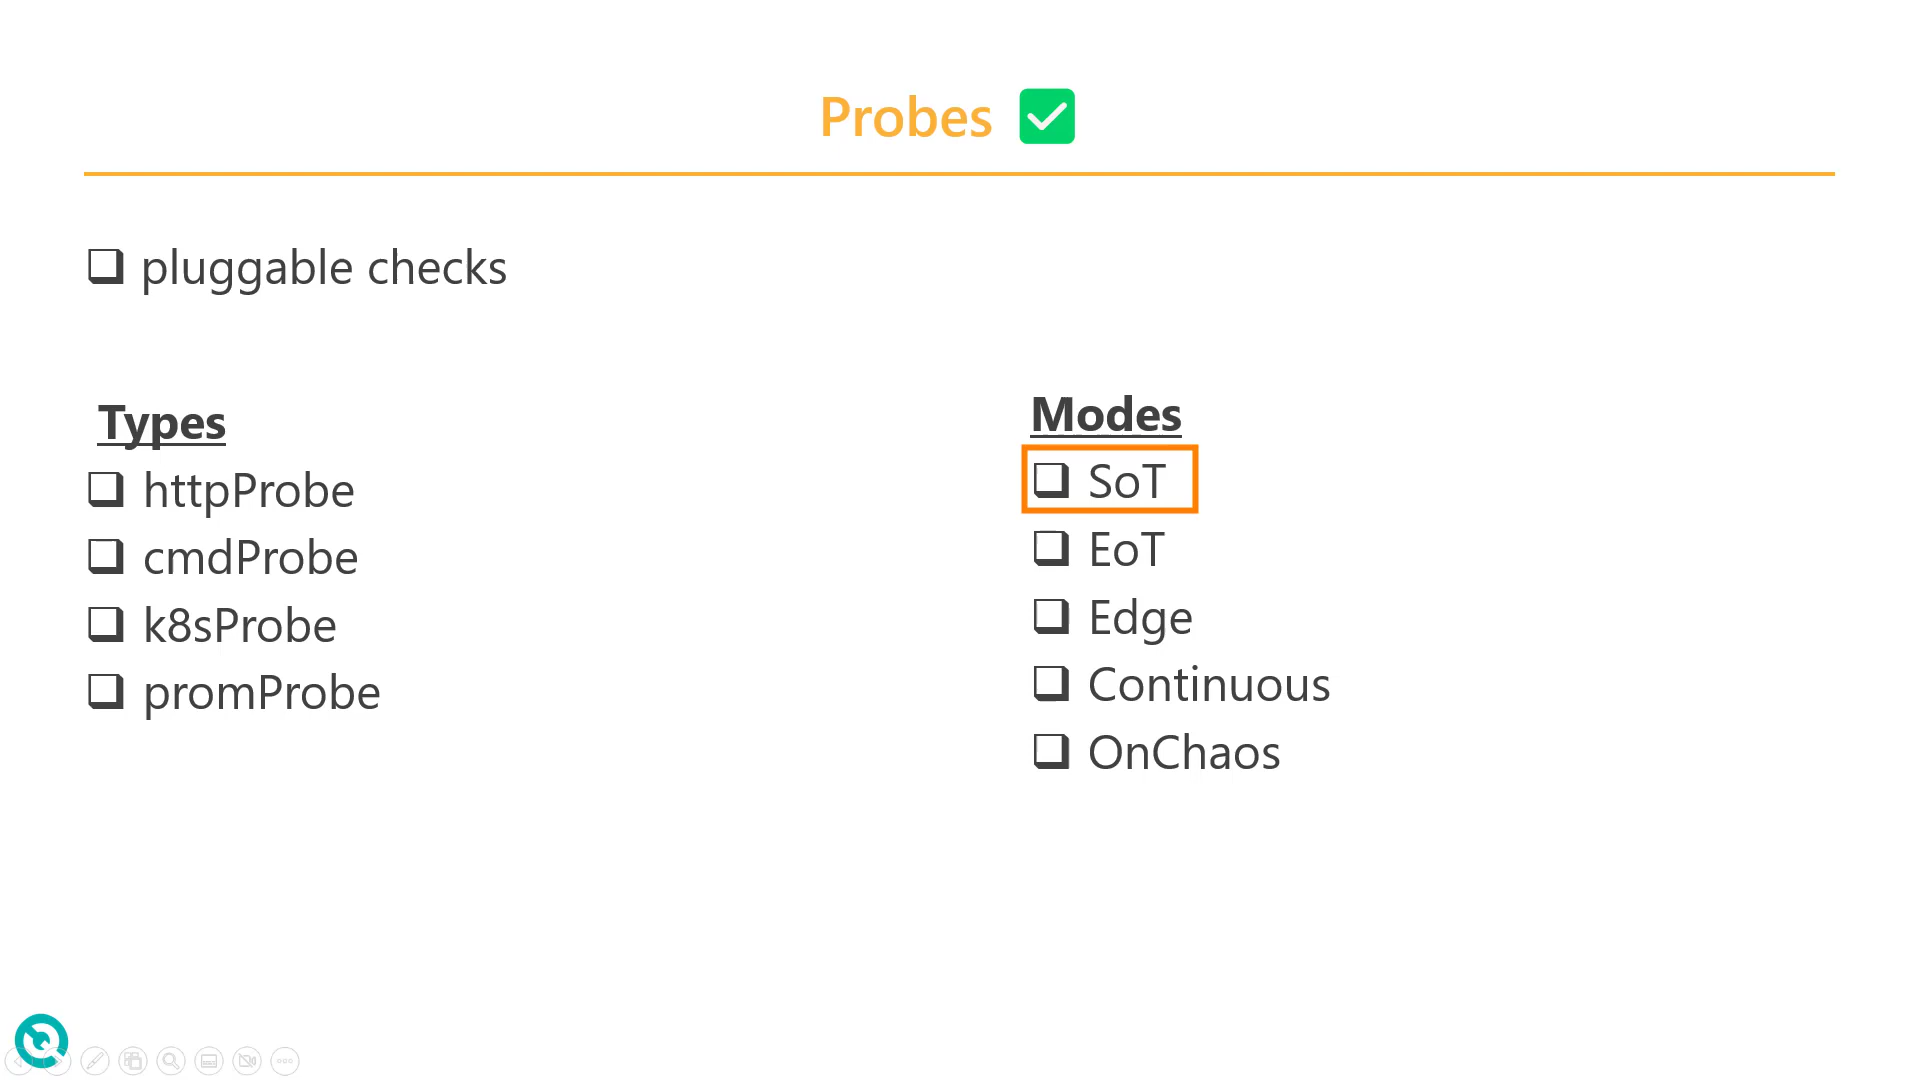 Probes
pluggable checks
Types
httpProbe
cmdProbe
k8sProbe
promProbe
Modes
SoT
EoT
Edge
Continuous
OnChaos